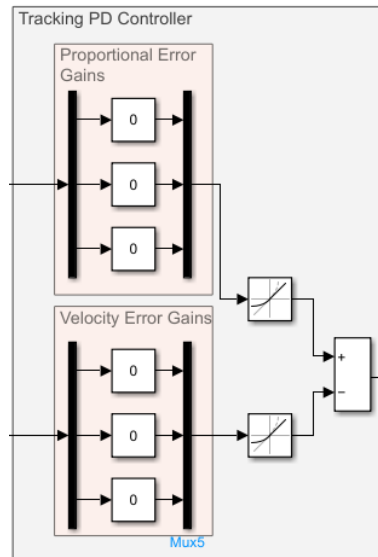 Tracking PD Controller
Proportional Error
Gains
0
0
0
Velocity Error Gains
0
0
0
+
−
Mux5